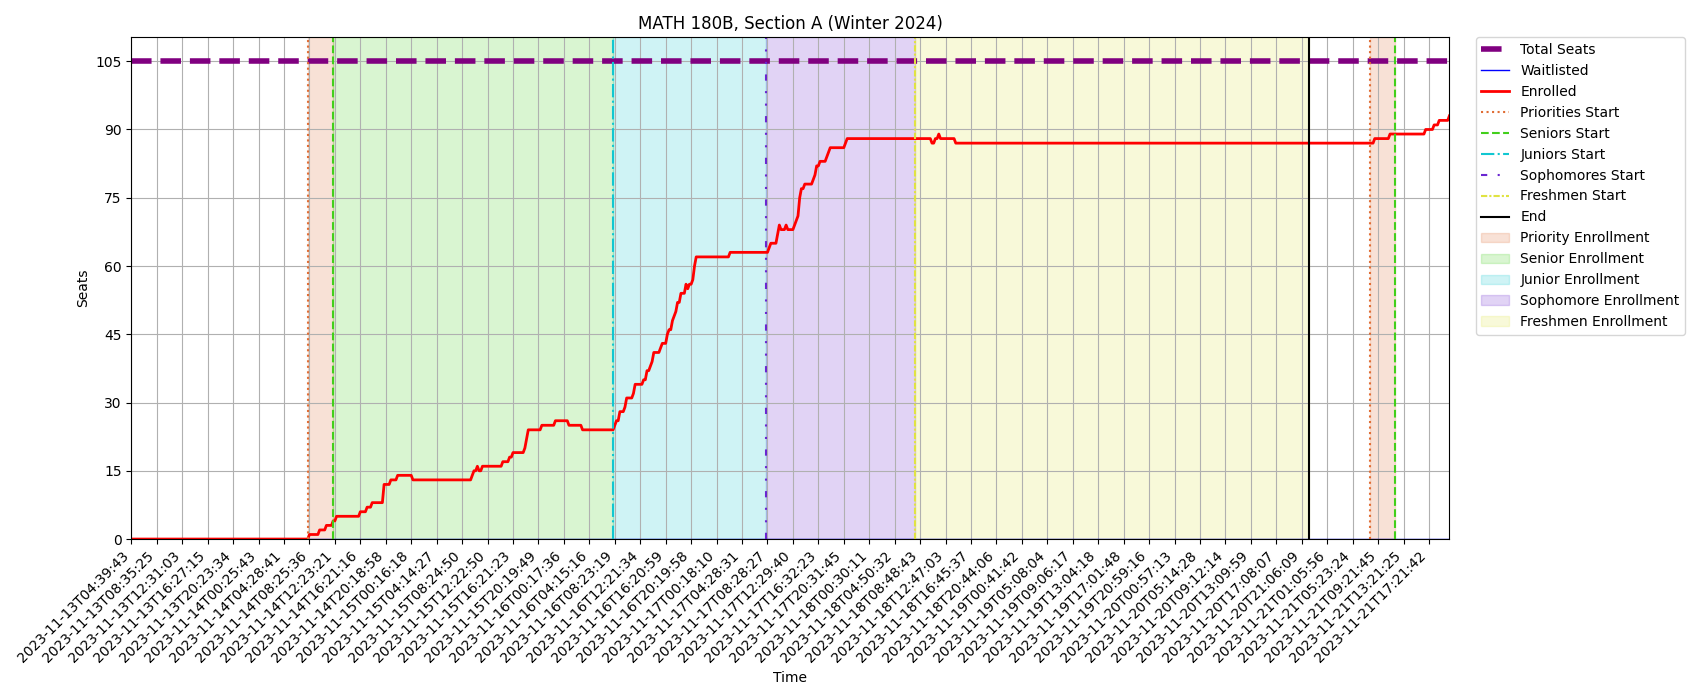 MATH 180B, Section A (Winter 2024)
Seats
105
90
75
60
45
30
15
0
2023-11-13T04:39:43
2023-11-13T08:35:25
2023-11-13T12:31:03
2023-11-13T16:27:15
2023-11-13T20:23:34
2023-11-14T00:25:43
2023-11-14T04:28:41
2023-11-14T08:25:36
2023-11-14T12:23:21
2023-11-14T16:21:16
2023-11-14T20:18:58
2023-11-15T00:16:18
2023-11-15T04:14:27
2023-11-15T08:24:50
2023-11-15T12:22:50
2023-11-15T16:21:23
2023-11-15T20:19:49
2023-11-16T00:17:36
2023-11-16T04:15:16
2023-11-16T08:23:19
2023-11-16T12:21:34
2023-11-16T16:20:59
2023-11-16T20:19:58
2023-11-17T00:18:10
2023-11-17T04:28:31
2023-11-17T08:28:27
2023-11-17T12:29:40
2023-11-17T16:32:23
2023-11-17T20:31:45
2023-11-18T00:30:11
2023-11-18T04:50:32
2023-11-18T08:48:43
2023-11-18T12:47:03
2023-11-18T16:45:37
2023-11-18T20:44:06
2023-11-19T00:41:42
2023-11-19T05:08:04
2023-11-19T09:06:17
2023-11-19T13:04:18
2023-11-19T17:01:48
2023-11-19T20:59:16
2023-11-20T00:57:13
2023-11-20T05:14:28
2023-11-20T09:12:14
2023-11-20T13:09:59
2023-11-20T17:08:07
2023-11-20T21:06:09
2023-11-21T01:05:56
2023-11-21T05:23:24
2023-11-21T09:21:45
2023-11-21T13:21:25
2023-11-21T17:21:42
Time
Total Seats
Waitlisted
Enrolled
Priorities Start
Seniors Start
Juniors Start
Sophomores Start
Freshmen Start
End
Priority Enrollment
Senior Enrollment
Junior Enrollment
Sophomore Enrollment
Freshmen Enrollment